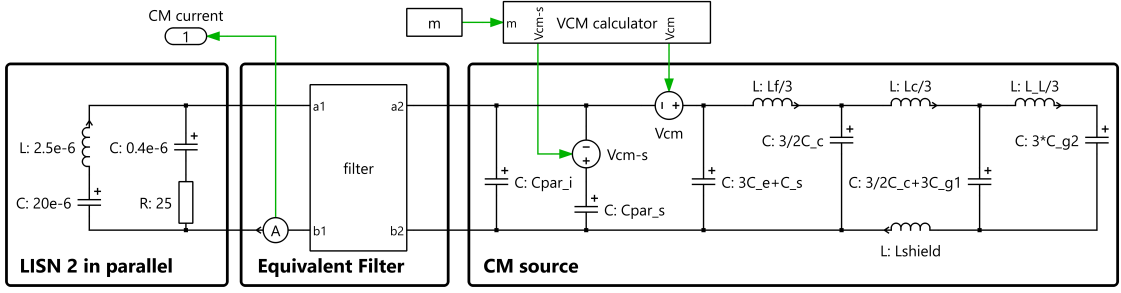 CM current
1
m
m
Vcm-s
VCM calculator
Vcm
L: 2.5e-6
C: 0.4e-6
C: 20e-6
R: 25
A
LISN 2 in parallel
a1
a2
filter
b1
b2
Equivalent Filter
Vcm
Vcm-s
C: Cpar_i
C: Cpar_s
L: Lf/3
L: Lc/3
L: L_L/3
C: 3/2C_c
C: 3*C_g2
C: 3C_e+C_s
C: 3/2C_c+3C_g1
L: Lshield
CM source